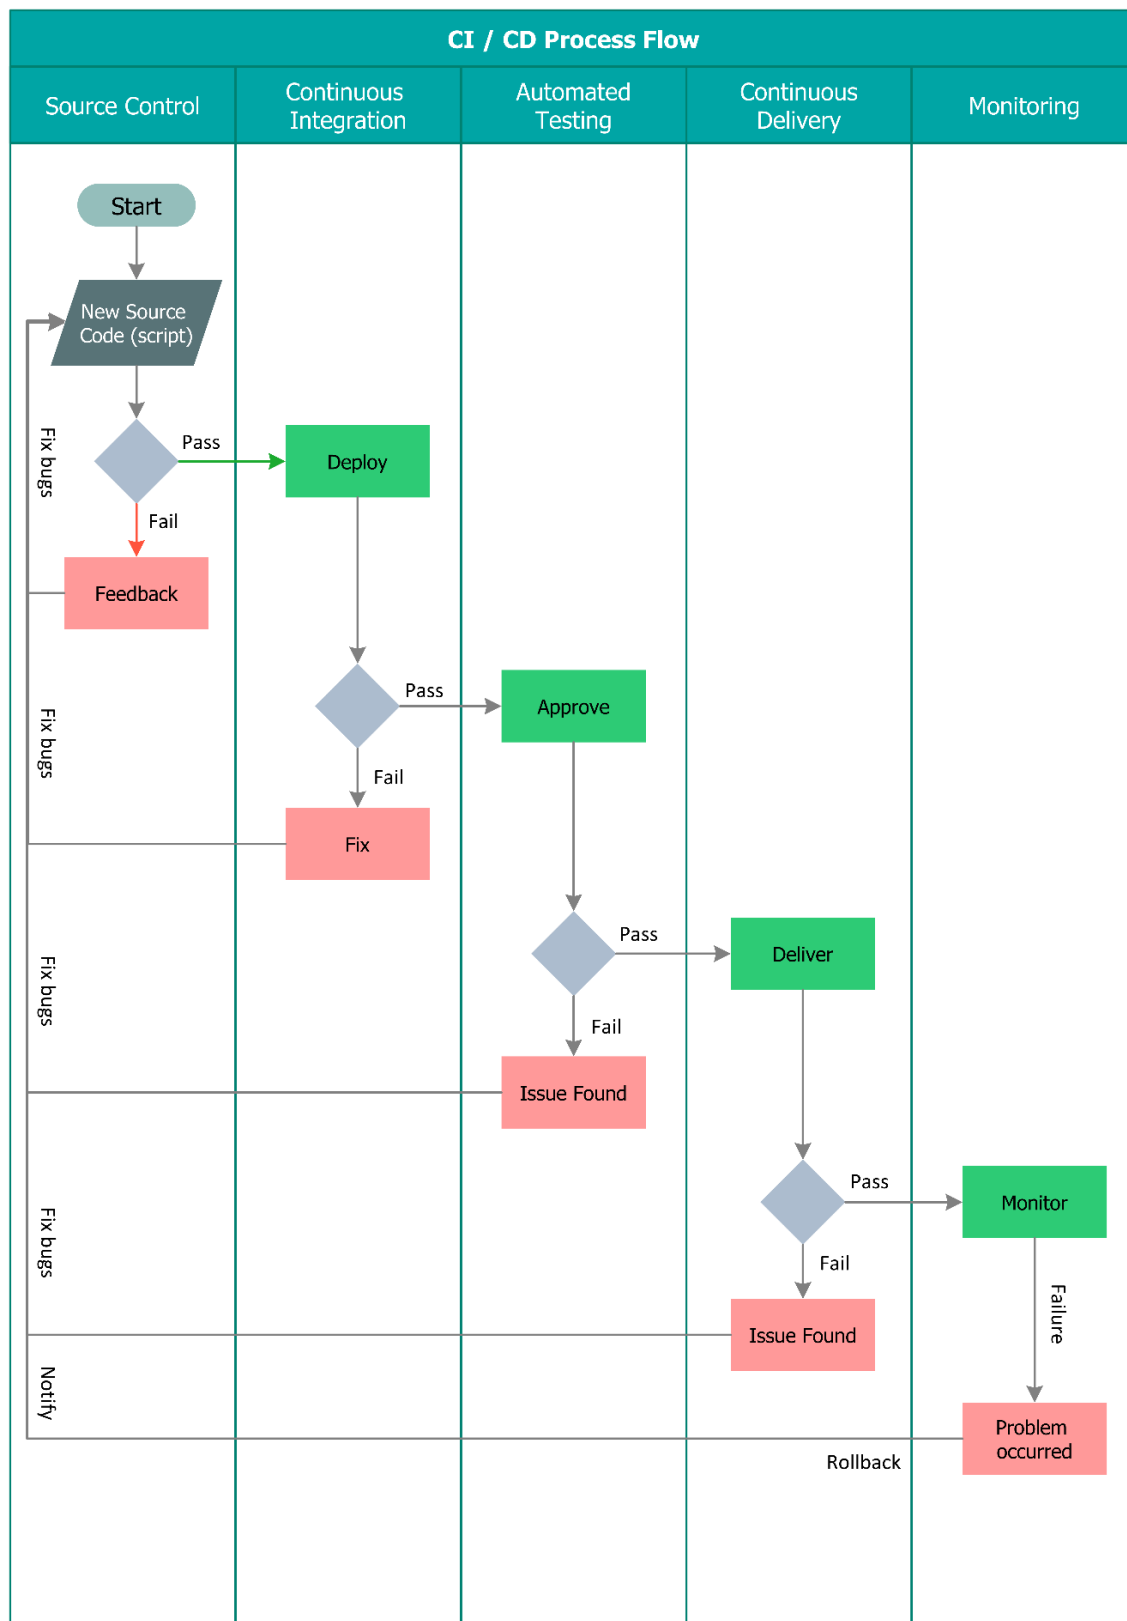 CI / CD Process Flow
Source Control
Continuous
Integration
Automated
Testing
Continuous
Delivery
Monitoring
Start
New Source
Code (script)
Pass
Deploy
Fix bugs
Fail
Feedback
Pass
Approve
Fix bugs
Fail
Fix
Pass
Deliver
Fix bugs
Fail
Issue Found
Pass
Monitor
Fix bugs
Fail
Failure
Issue Found
Notify
Problem
occurred
Rollback